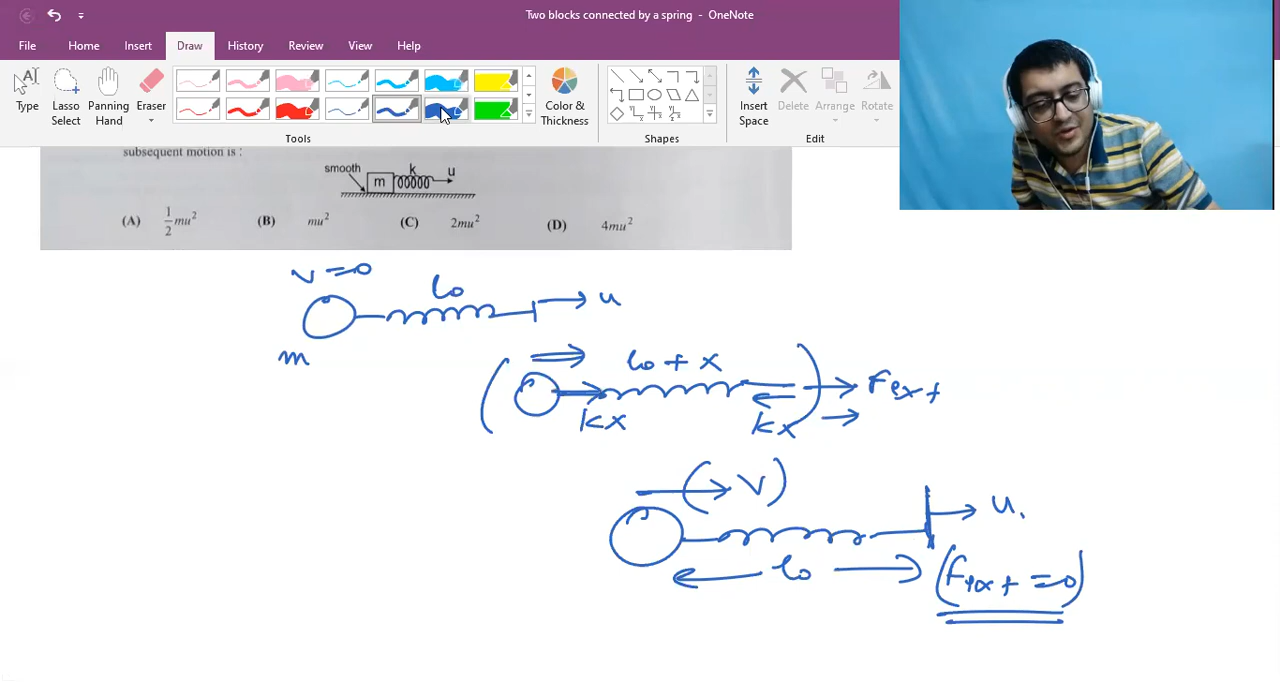 Two blocks connected by a spring - OneNote
File Home Insert Draw History Review View Help
Type
Lasso Select
Panning Hand
Eraser
Color & Thickness
Insert Space
Delete
Arrange
Rotate
Tools
Shapes
Edit
subsequent motion is :
smooth
m
k
u
(A) 1/2 mu²
(B) mu²
(C) 2mu²
(D) 4mu²
v = 0
l0
u
m
l0 + x
Fext
kx
kx
v
u
l0
(Fext = 0)